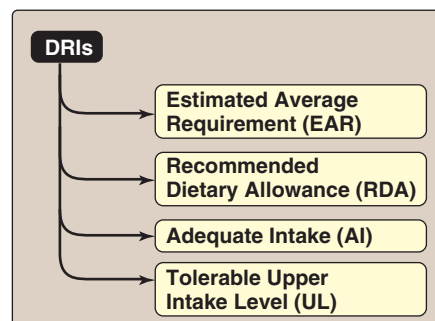 DRIs
Estimated Average
Requirement (EAR)
Recommended
Dietary Allowance (RDA)
Adequate Intake (AI)
Tolerable Upper
Intake Level (UL)